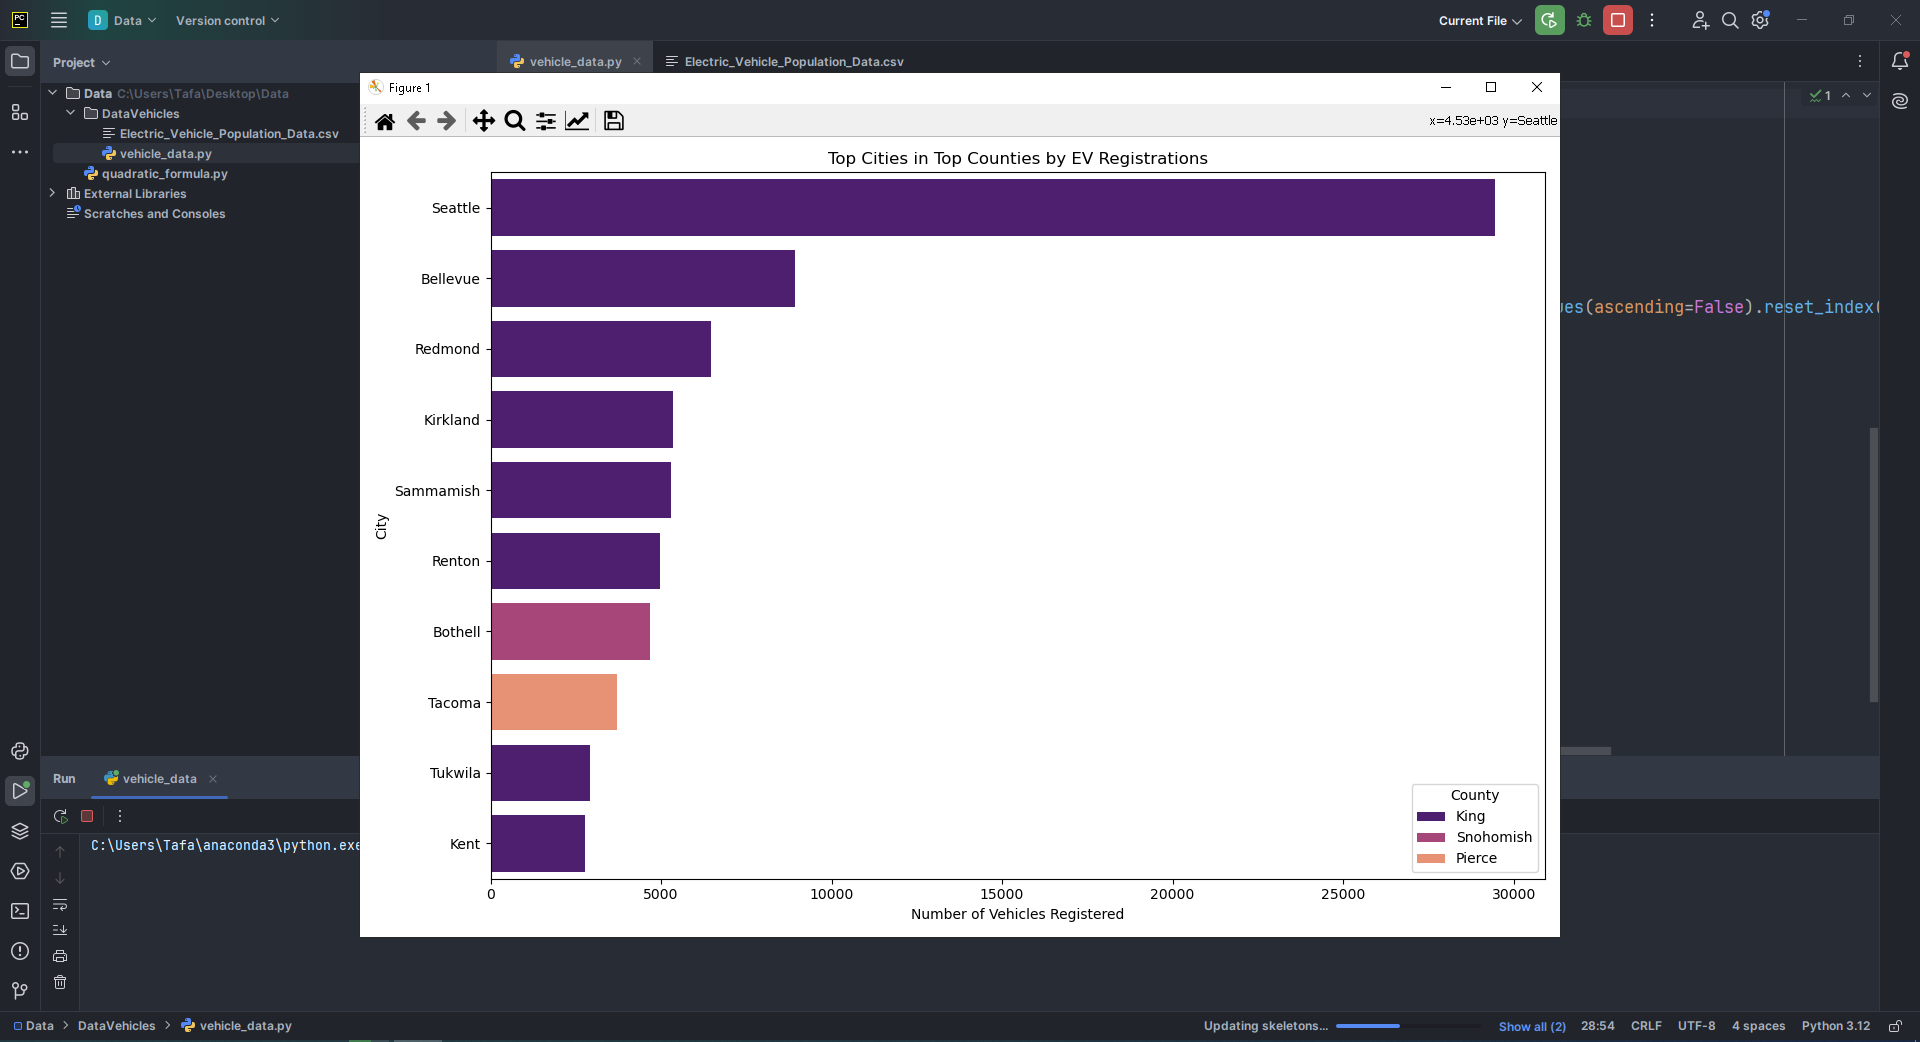 PC
D Data Version control Current File
Project
vehicle_data.py
Electric_Vehicle_Population_Data.csv
Data C:\Users\Tafa\Desktop\Data
DataVehicles
Electric_Vehicle_Population_Data.csv
vehicle_data.py
quadratic_formula.py
External Libraries
Scratches and Consoles
1
ues(ascending=False).reset_index(
Figure 1
x=4.53e+03 y=Seattle
Top Cities in Top Counties by EV Registrations
City
Seattle
Bellevue
Redmond
Kirkland
Sammamish
Renton
Bothell
Tacoma
Tukwila
Kent
0 5000 10000 15000 20000 25000 30000
Number of Vehicles Registered
County
King
Snohomish
Pierce
Run vehicle_data
C:\Users\Tafa\anaconda3\python.exe
Data DataVehicles vehicle_data.py
Updating skeletons... Show all (2) 28:54 CRLF UTF-8 4 spaces Python 3.12